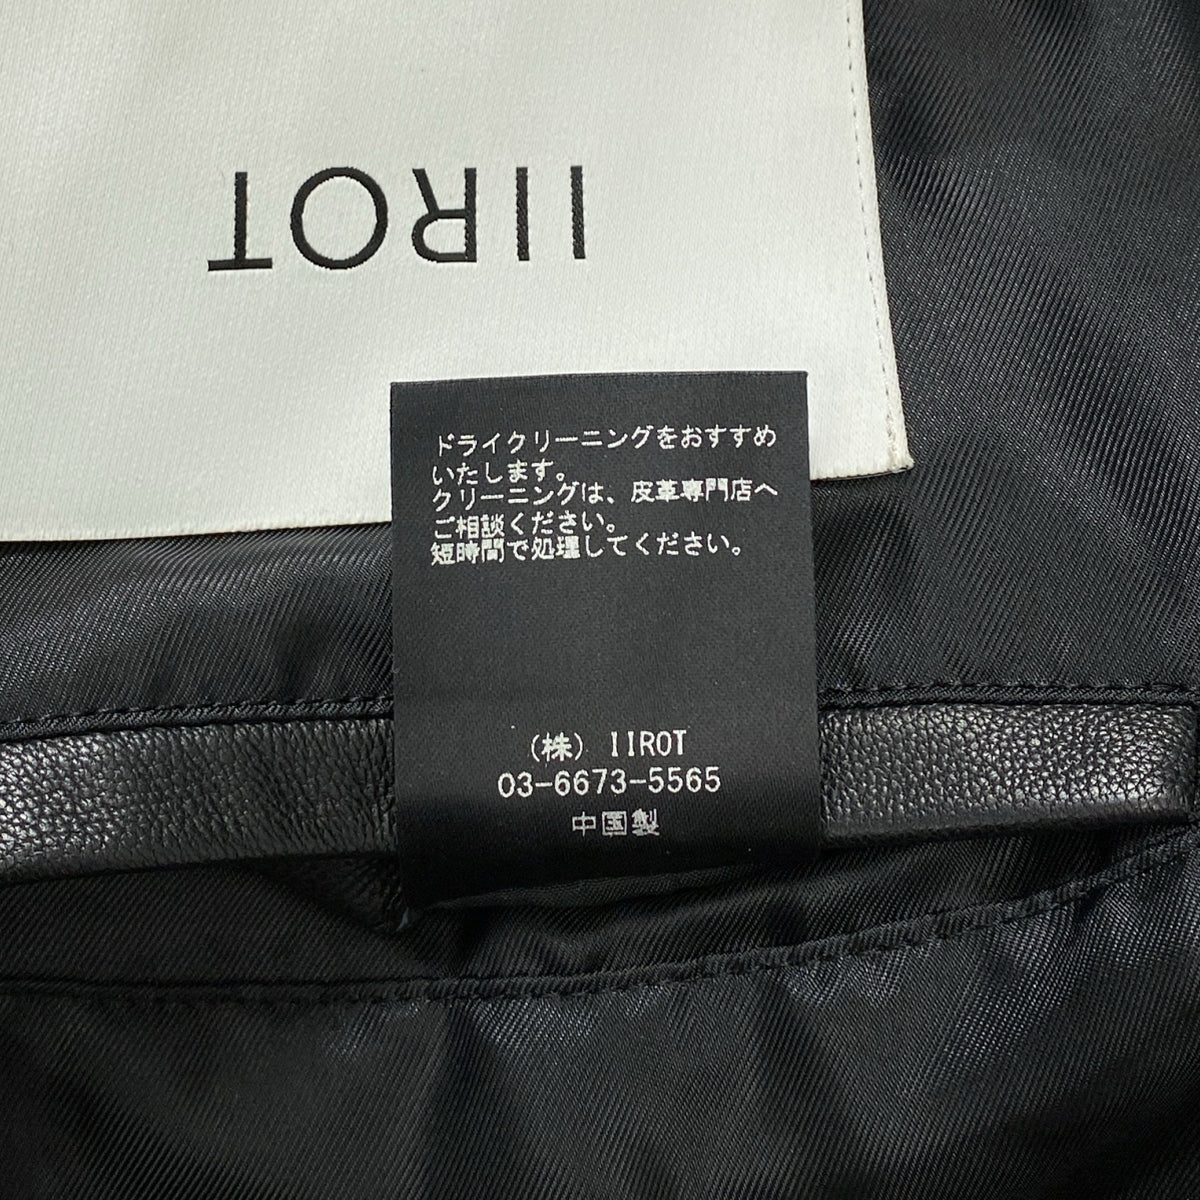 IIROT
ドライクリーニングをおすすめ
いたします。
クリーニングは、皮革専門店へ
ご相談ください。
短時間で処理してください。
(株) IIROT
03-6673-5565
中国製